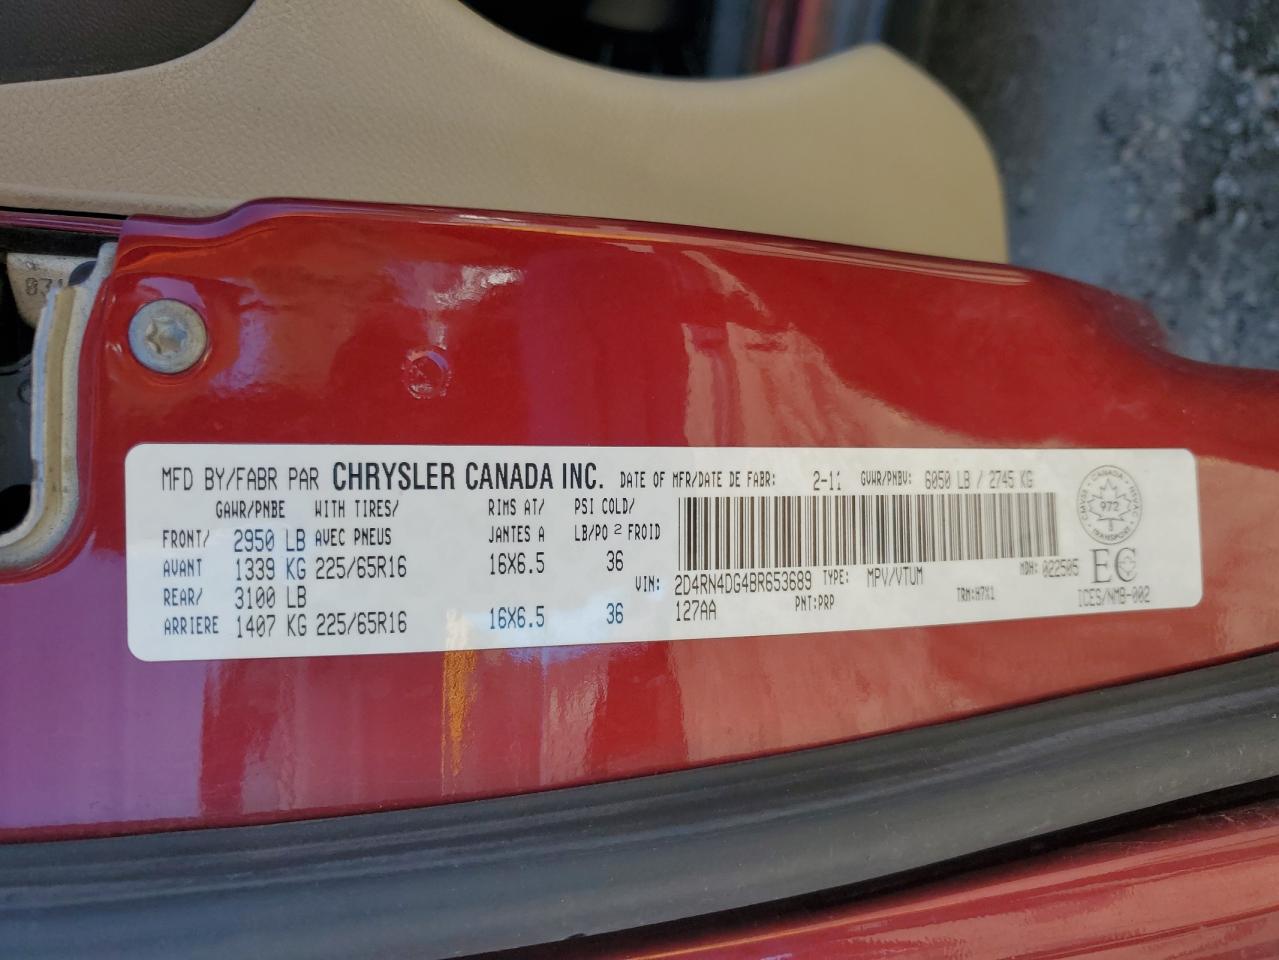 MFD BY/FABR PAR CHRYSLER CANADA INC. DATE OF MFR/DATE DE FABR: 2-11 GVWR/PNBV: 6050 LB / 2745 KG
GAWR/PNBE WITH TIRES/ RIMS AT/ PSI COLD/
FRONT/ 2950 LB AVEC PNEUS JANTES A LB/PO 2 FROID
AVANT 1339 KG 225/65R16 16X6.5 36
REAR/ 3100 LB
ARRIERE 1407 KG 225/65R16 16X6.5 36
VIN: 2D4RN4DG4BR653689 TYPE: MPV/VTUM MDH: 022505
127AA PNT:PRP TRM:H7X1
CANADA
972
TRANSPORT
EC
ICES/NMB-002